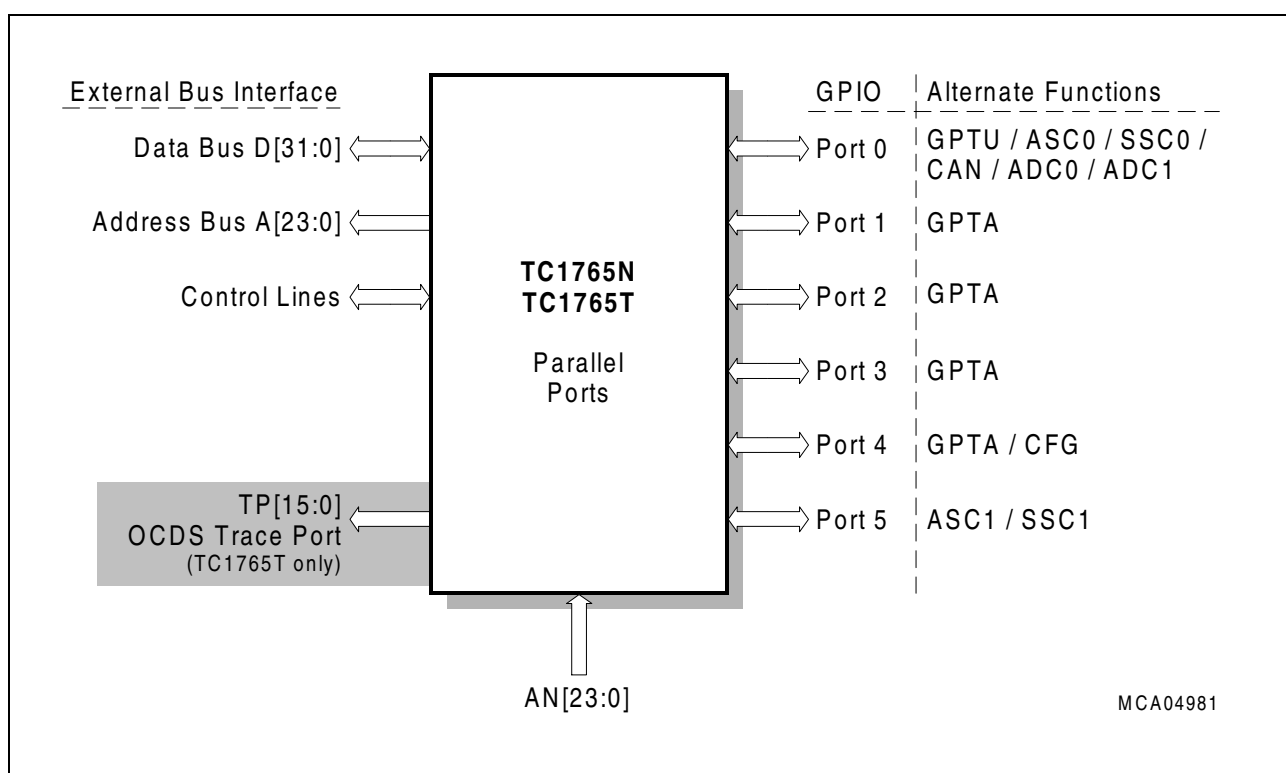 External Bus Interface
Data Bus D[31:0]
Address Bus A[23:0]
Control Lines
TP[15:0]
OCDS Trace Port
(TC1765T only)
TC1765N
TC1765T
Parallel
Ports
AN[23:0]
GPIO
Alternate Functions
Port 0
GPTU / ASC0 / SSC0 /
CAN / ADC0 / ADC1
Port 1
GPTA
Port 2
GPTA
Port 3
GPTA
Port 4
GPTA / CFG
Port 5
ASC1 / SSC1
MCA04981